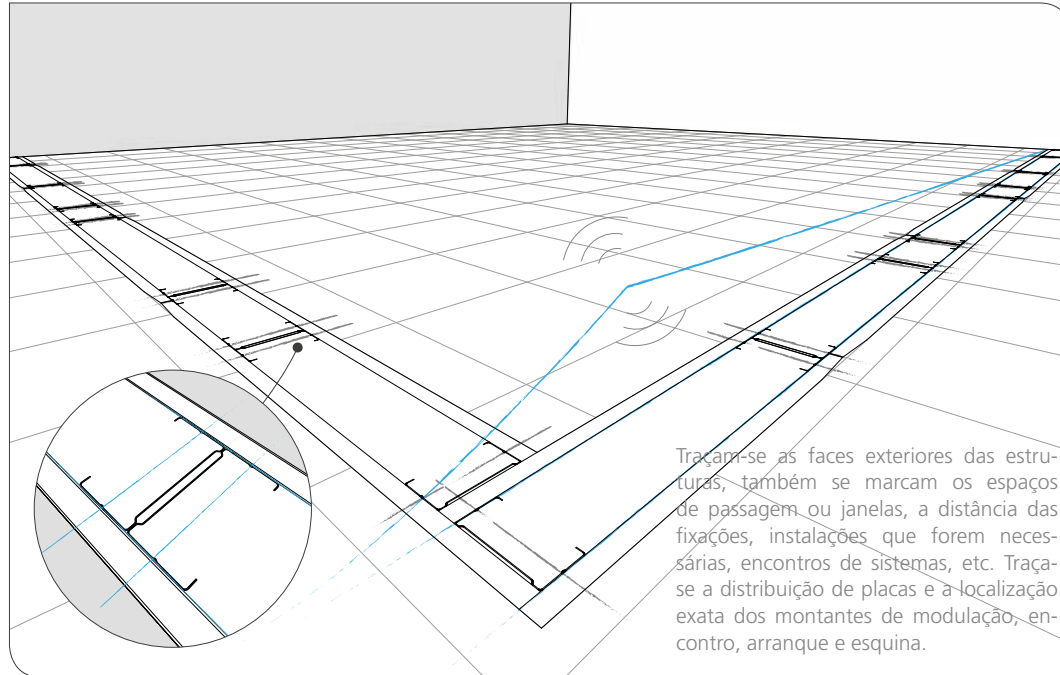 Traçam-se as faces exteriores das estru-
turas, também se marcam os espaços
de passagem ou janelas, a distância das
fixações, instalações que forem neces-
sárias, encontros de sistemas, etc. Traça-
se a distribuição de placas e a localização
exata dos montantes de modulação, en-
contro, arranque e esquina.